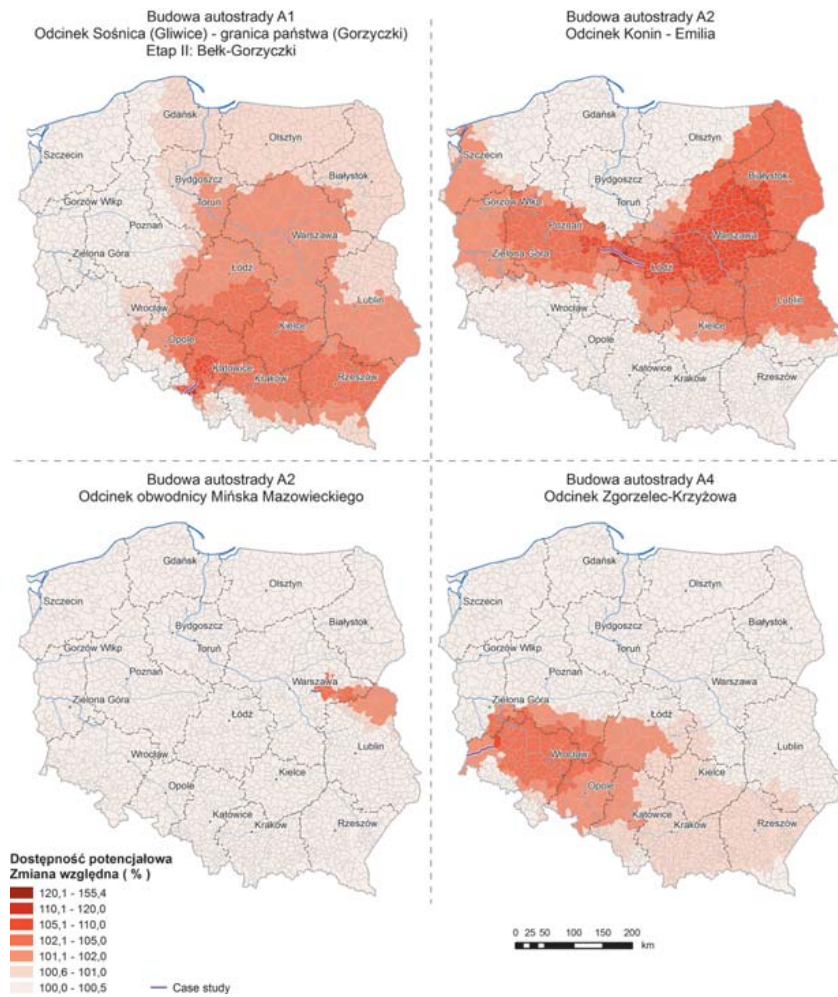 Budowa autostrady A1
Odcinek Sośnica (Gliwice) - granica państwa (Gorzyczki)
Etap II: Bełk-Gorzyczki
Gdańsk
Olsztyn
Szczecin
Białystok
Bydgoszcz
Toruń
Gorzów Wlkp
Poznań
Warszawa
Zielona Góra
Łódź
Lublin
Wrocław
Opole
Kielce
Katowice
Kraków
Rzeszów
Budowa autostrady A2
Odcinek Konin - Emilia
Gdańsk
Olsztyn
Szczecin
Białystok
Bydgoszcz
Toruń
Gorzów Wlkp
Poznań
Warszawa
Zielona Góra
Łódź
Lublin
Wrocław
Kielce
Opole
Katowice
Kraków
Rzeszów
Budowa autostrady A2
Odcinek obwodnicy Mińska Mazowieckiego
Gdańsk
Olsztyn
Szczecin
Białystok
Bydgoszcz
Toruń
Gorzów Wlkp
Poznań
Warszawa
Zielona Góra
Łódź
Lublin
Wrocław
Kielce
Opole
Katowice
Kraków
Rzeszów
Budowa autostrady A4
Odcinek Zgorzelec-Krzyżowa
Gdańsk
Olsztyn
Szczecin
Białystok
Bydgoszcz
Toruń
Gorzów Wlkp
Poznań
Warszawa
Zielona Góra
Łódź
Lublin
Wrocław
Kielce
Opole
Katowice
Kraków
Rzeszów
Dostępność potencjałowa
Zmiana względna ( % )
120,1 - 155,4
110,1 - 120,0
105,1 - 110,0
102,1 - 105,0
101,1 - 102,0
100,6 - 101,0
100,0 - 100,5
Case study
0 25 50 100 150 200
km